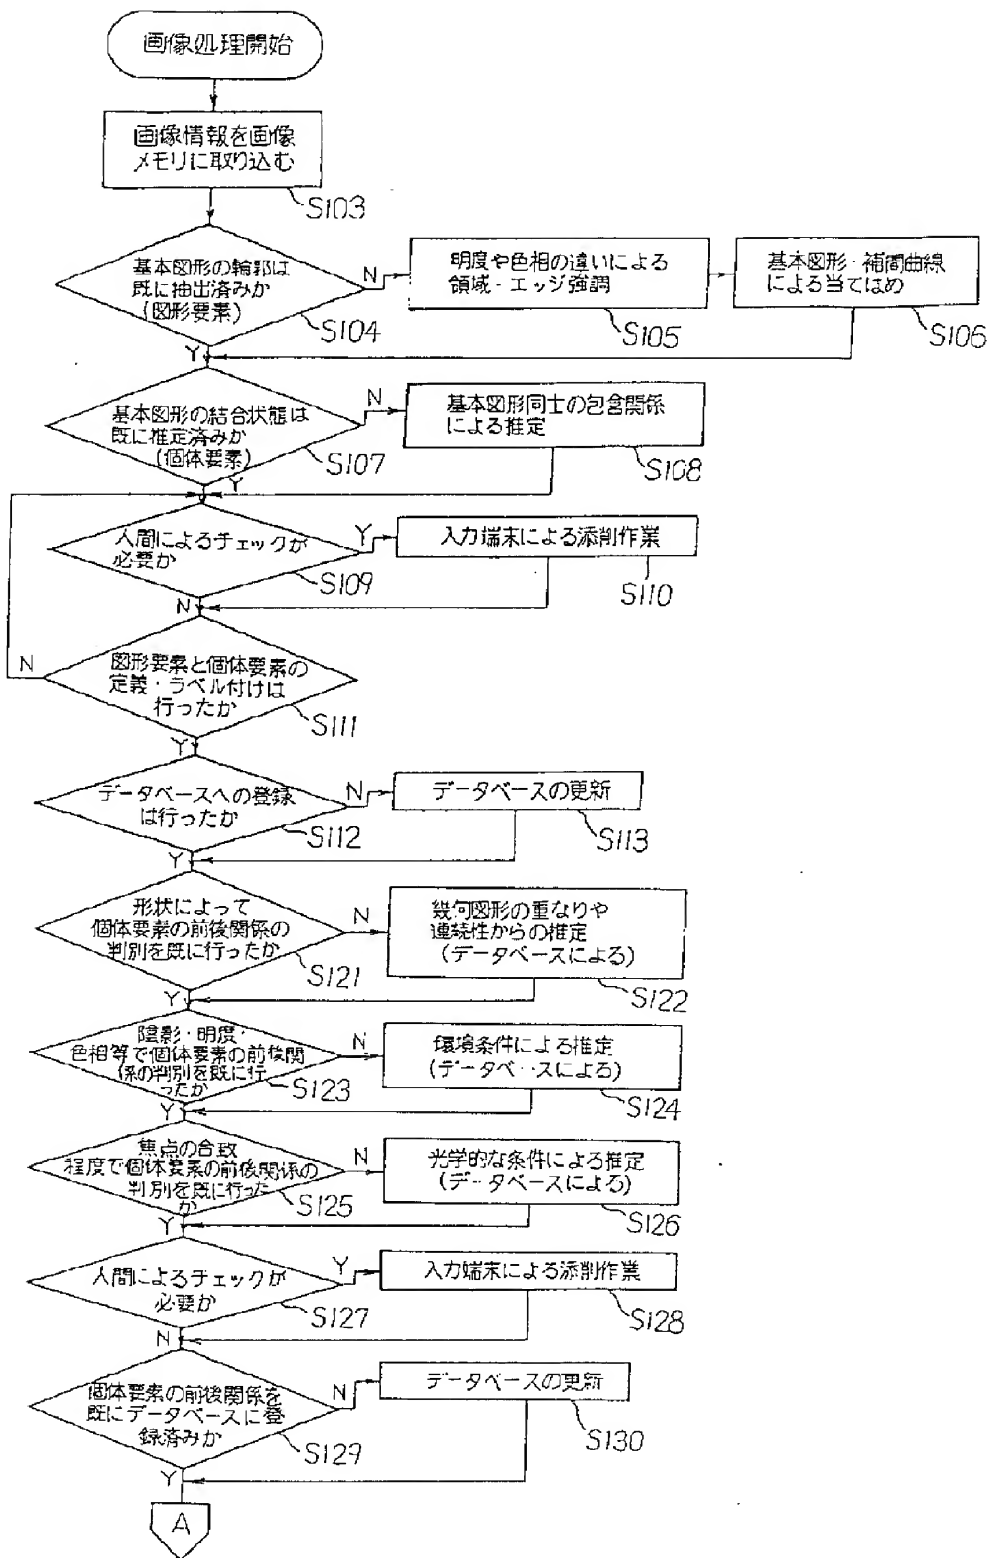 画像処理開始
画像情報を画像
メモリに取り込む
S103
基本図形の輪郭は
既に抽出済みか
(図形要素)
S104
N
明度や色相の違いによる
領域・エッジ強調
S105
基本図形・補間曲線
による当てはめ
S106
Y
基本図形の結合状態は
既に推定済みか
(個体要素)
S107
N
基本図形同士の包含関係
による推定
S108
Y
人間によるチェックが
必要か
S109
Y
入力端末による添削作業
S110
N
図形要素と個体要素の
定義・ラベル付けは
行ったか
S111
N
Y
データベースへの登録
は行ったか
S112
N
データベースの更新
S113
Y
形状によって
個体要素の前後関係の
判別を既に行ったか
S121
N
幾何図形の重なりや
連続性からの推定
(データベースによる)
S122
Y
陰影・明度・
色相等で個体要素の前後関
係の判別を既に行
ったか
S123
N
環境条件による推定
(データベースによる)
S124
Y
焦点の合致
程度で個体要素の前後関係の
判別を既に行った
か
S125
N
光学的な条件による推定
(データベースによる)
S126
Y
人間によるチェックが
必要か
S127
Y
入力端末による添削作業
S128
N
個体要素の前後関係を
既にデータベースに登
録済みか
S129
N
データベースの更新
S130
Y
A